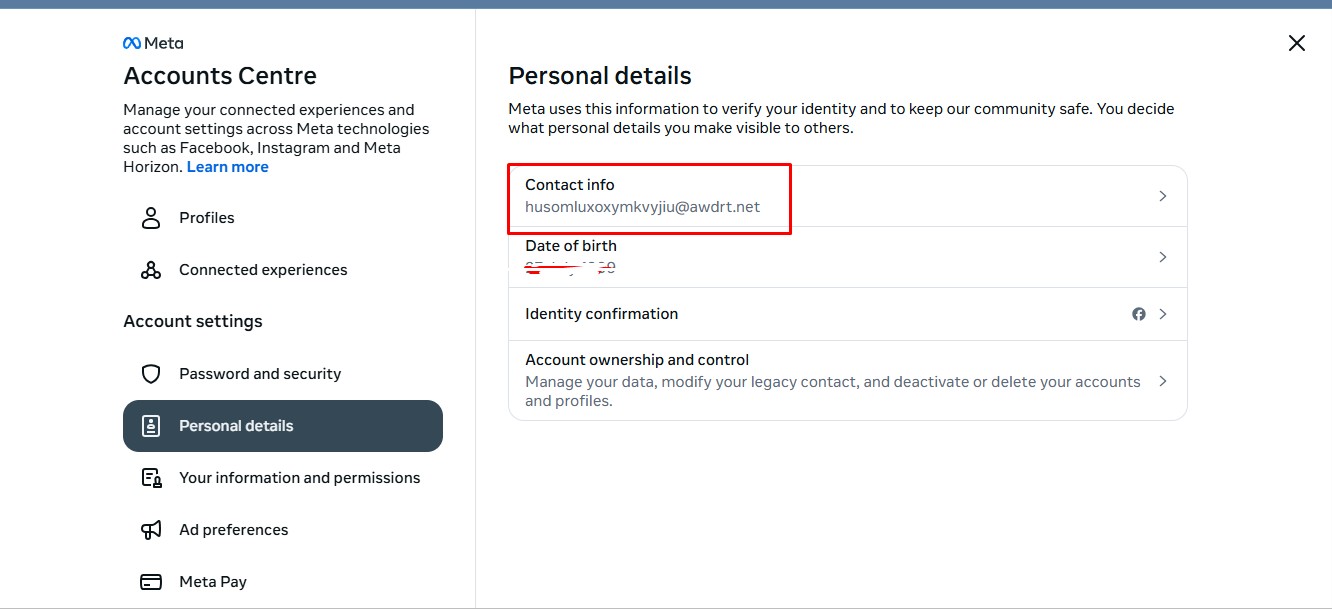 Meta
Accounts Centre
Manage your connected experiences and
account settings across Meta technologies
such as Facebook, Instagram and Meta
Horizon. Learn more
Profiles
Connected experiences
Account settings
Password and security
Personal details
Your information and permissions
Ad preferences
Meta Pay
Personal details
Meta uses this information to verify your identity and to keep our community safe. You decide
what personal details you make visible to others.
Contact info
husomluxoxymkvyjiu@awdrt.net
Date of birth
Identity confirmation
Account ownership and control
Manage your data, modify your legacy contact, and deactivate or delete your accounts
and profiles.